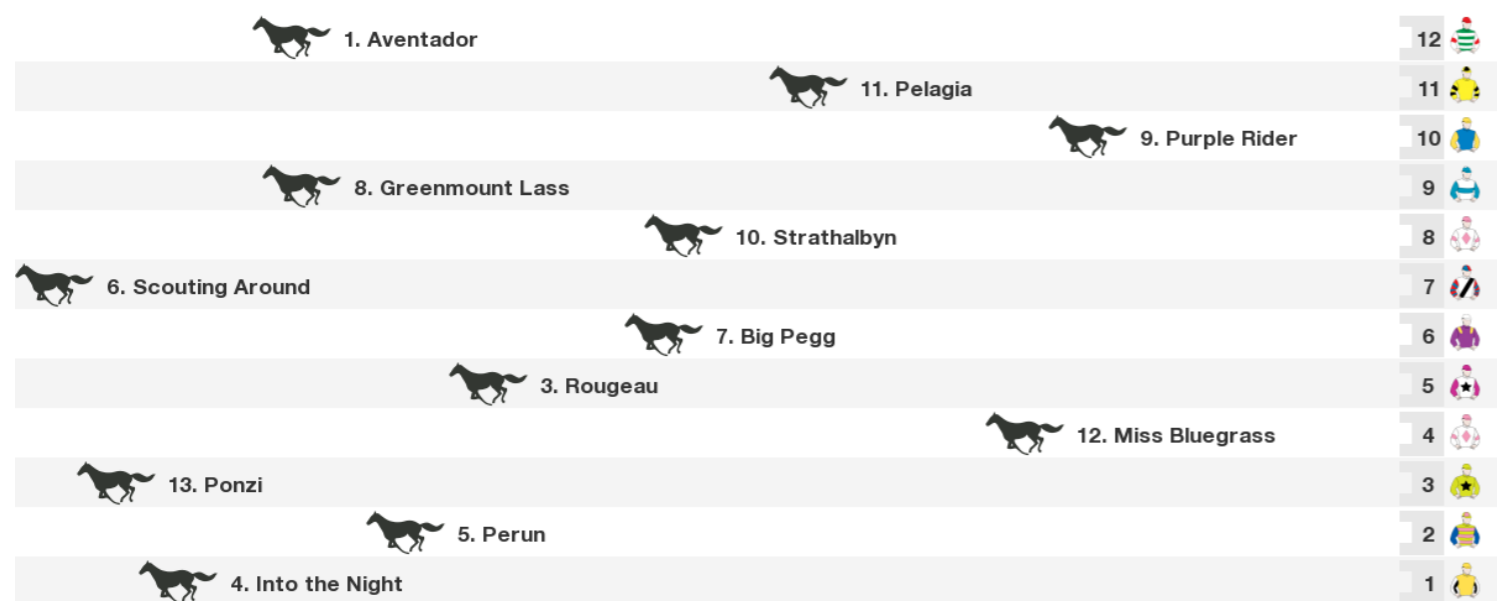 1. Aventador 12
11. Pelagia 11
9. Purple Rider 10
8. Greenmount Lass 9
10. Strathalbyn 8
6. Scouting Around 7
7. Big Pegg 6
3. Rougeau 5
12. Miss Bluegrass 4
13. Ponzi 3
5. Perun 2
4. Into the Night 1